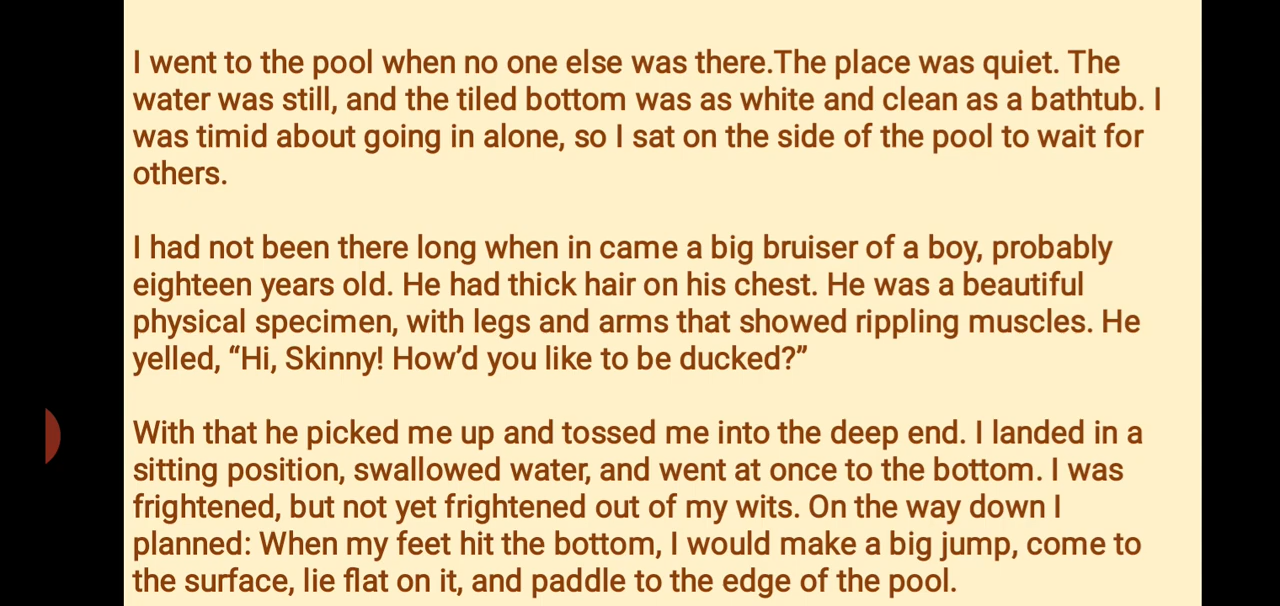 I went to the pool when no one else was there.The place was quiet. The
water was still, and the tiled bottom was as white and clean as a bathtub. I
was timid about going in alone, so I sat on the side of the pool to wait for
others.
I had not been there long when in came a big bruiser of a boy, probably
eighteen years old. He had thick hair on his chest. He was a beautiful
physical specimen, with legs and arms that showed rippling muscles. He
yelled, “Hi, Skinny! How’d you like to be ducked?”
With that he picked me up and tossed me into the deep end. I landed in a
sitting position, swallowed water, and went at once to the bottom. I was
frightened, but not yet frightened out of my wits. On the way down I
planned: When my feet hit the bottom, I would make a big jump, come to
the surface, lie flat on it, and paddle to the edge of the pool.